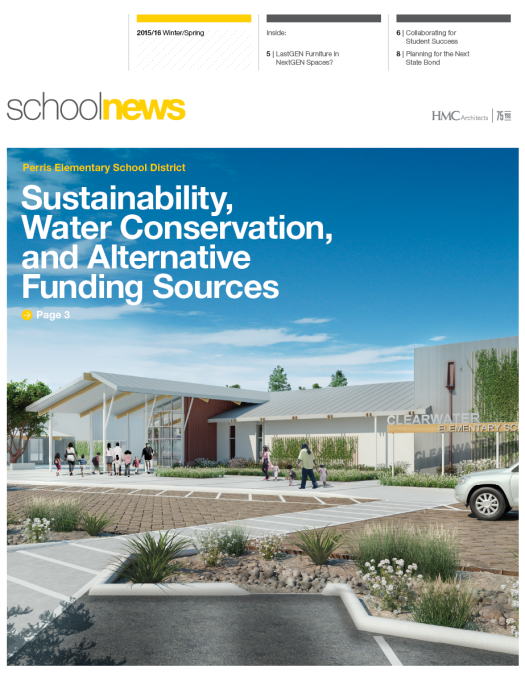 2015/16 Winter/Spring
Inside:
5 | LastGEN Furniture in
NextGEN Spaces?
6 | Collaborating for
Student Success
8 | Planning for the Next
State Bond
schoolnews
HMC Architects | 75
Perris Elementary School District
Sustainability,
Water Conservation,
and Alternative
Funding Sources
Page 3
CLEARWATER
ELEMENTARY SC